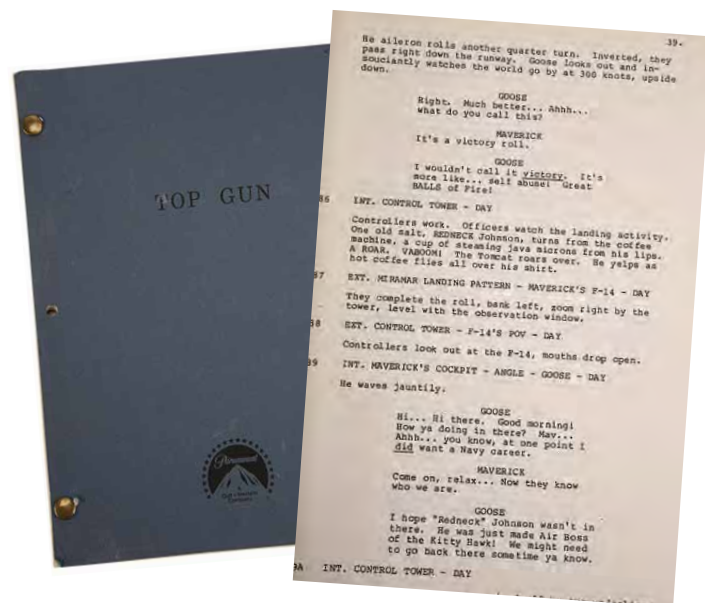 TOP GUN
Paramount
A
Gulf+Western
Company
39.
He aileron rolls another quarter turn. Inverted, they
pass right down the runway. Goose looks out and in-
souciantly watches the world go by at 300 knots, upside
down.
GOOSE
Right. Much better... Ahhh...
what do you call this?
MAVERICK
It's a victory roll.
GOOSE
I wouldn't call it victory. It's
more like... self abuse! Great
BALLS of Fire!
86 INT. CONTROL TOWER - DAY
Controllers work. Officers watch the landing activity.
One old salt, REDNECK Johnson, turns from the coffee
machine, a cup of steaming java microns from his lips.
A ROAR. VABOOM! The Tomcat roars over. He yelps as
hot coffee flies all over his shirt.
87 EXT. MIRAMAR LANDING PATTERN - MAVERICK'S F-14 - DAY
They complete the roll, bank left, zoom right by the
tower, level with the observation window.
88 EXT. CONTROL TOWER - F-14'S POV - DAY
Controllers look out at the F-14, mouths drop open.
89 INT. MAVERICK'S COCKPIT - ANGLE - GOOSE - DAY
He waves jauntily.
GOOSE
Hi... Hi there. Good morning!
How ya doing in there? Mav...
Ahhh... you know, at one point I
did want a Navy career.
MAVERICK
Come on, relax... Now they know
who we are.
GOOSE
I hope "Redneck" Johnson wasn't in
there. He was just made Air Boss
of the Kitty Hawk! We might need
to go back there sometime ya know.
9A INT. CONTROL TOWER - DAY